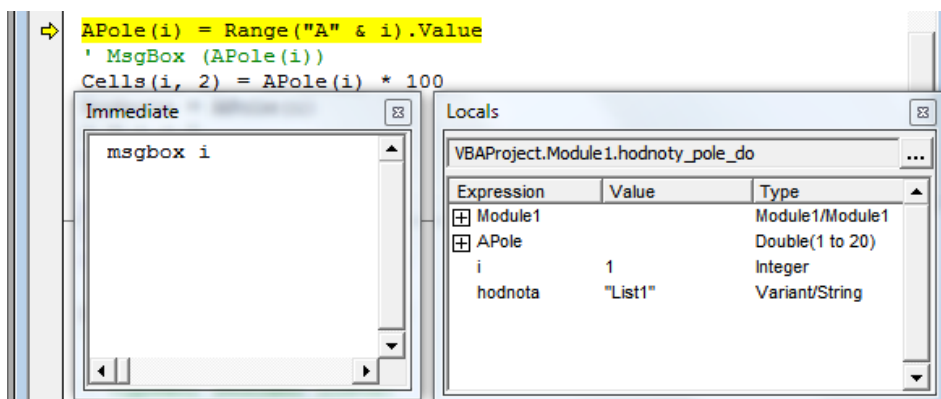 APole(i) = Range("A" & i).Value
' MsgBox (APole(i))
Cells(i, 2) = APole(i) * 100
Immediate
msgbox i
Locals
VBAProject.Module1.hodnoty_pole_do
...
Expression Value Type
Module1 Module1/Module1
APole Double(1 to 20)
i 1 Integer
hodnota "List1" Variant/String